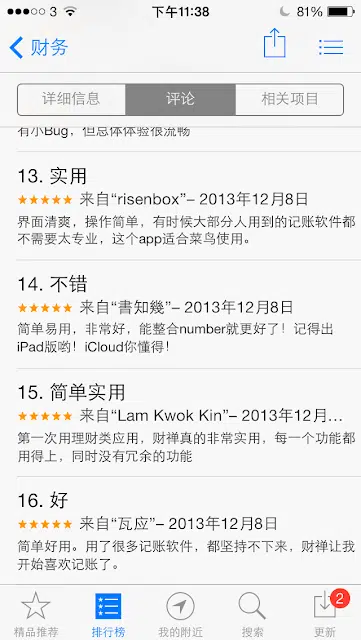 3 下午11:38 81%
财务
详细信息 评论 相关项目
有小Bug，但总体体验很流畅
13. 实用
★★★★★ 来自“risenbox”– 2013年12月8日
界面清爽，操作简单，有时候大部分人用到的记账软件都
不需要太专业，这个app适合菜鸟使用。
14. 不错
★★★★★ 来自“書知幾”– 2013年12月8日
简单易用，非常好，能整合number就更好了！记得出
iPad版哟！iCloud你懂得！
15. 简单实用
★★★★★ 来自“Lam Kwok Kin”– 2013年12月...
第一次用理财类应用，财禅真的非常实用，每一个功能都
用得上，同时没有冗余的功能
16. 好
★★★★★ 来自“瓦应”– 2013年12月8日
简单好用。用了很多记账软件，都坚持不下来，财禅让我
开始喜欢记账了。
2
精品推荐 排行榜 我的附近 搜索 更新